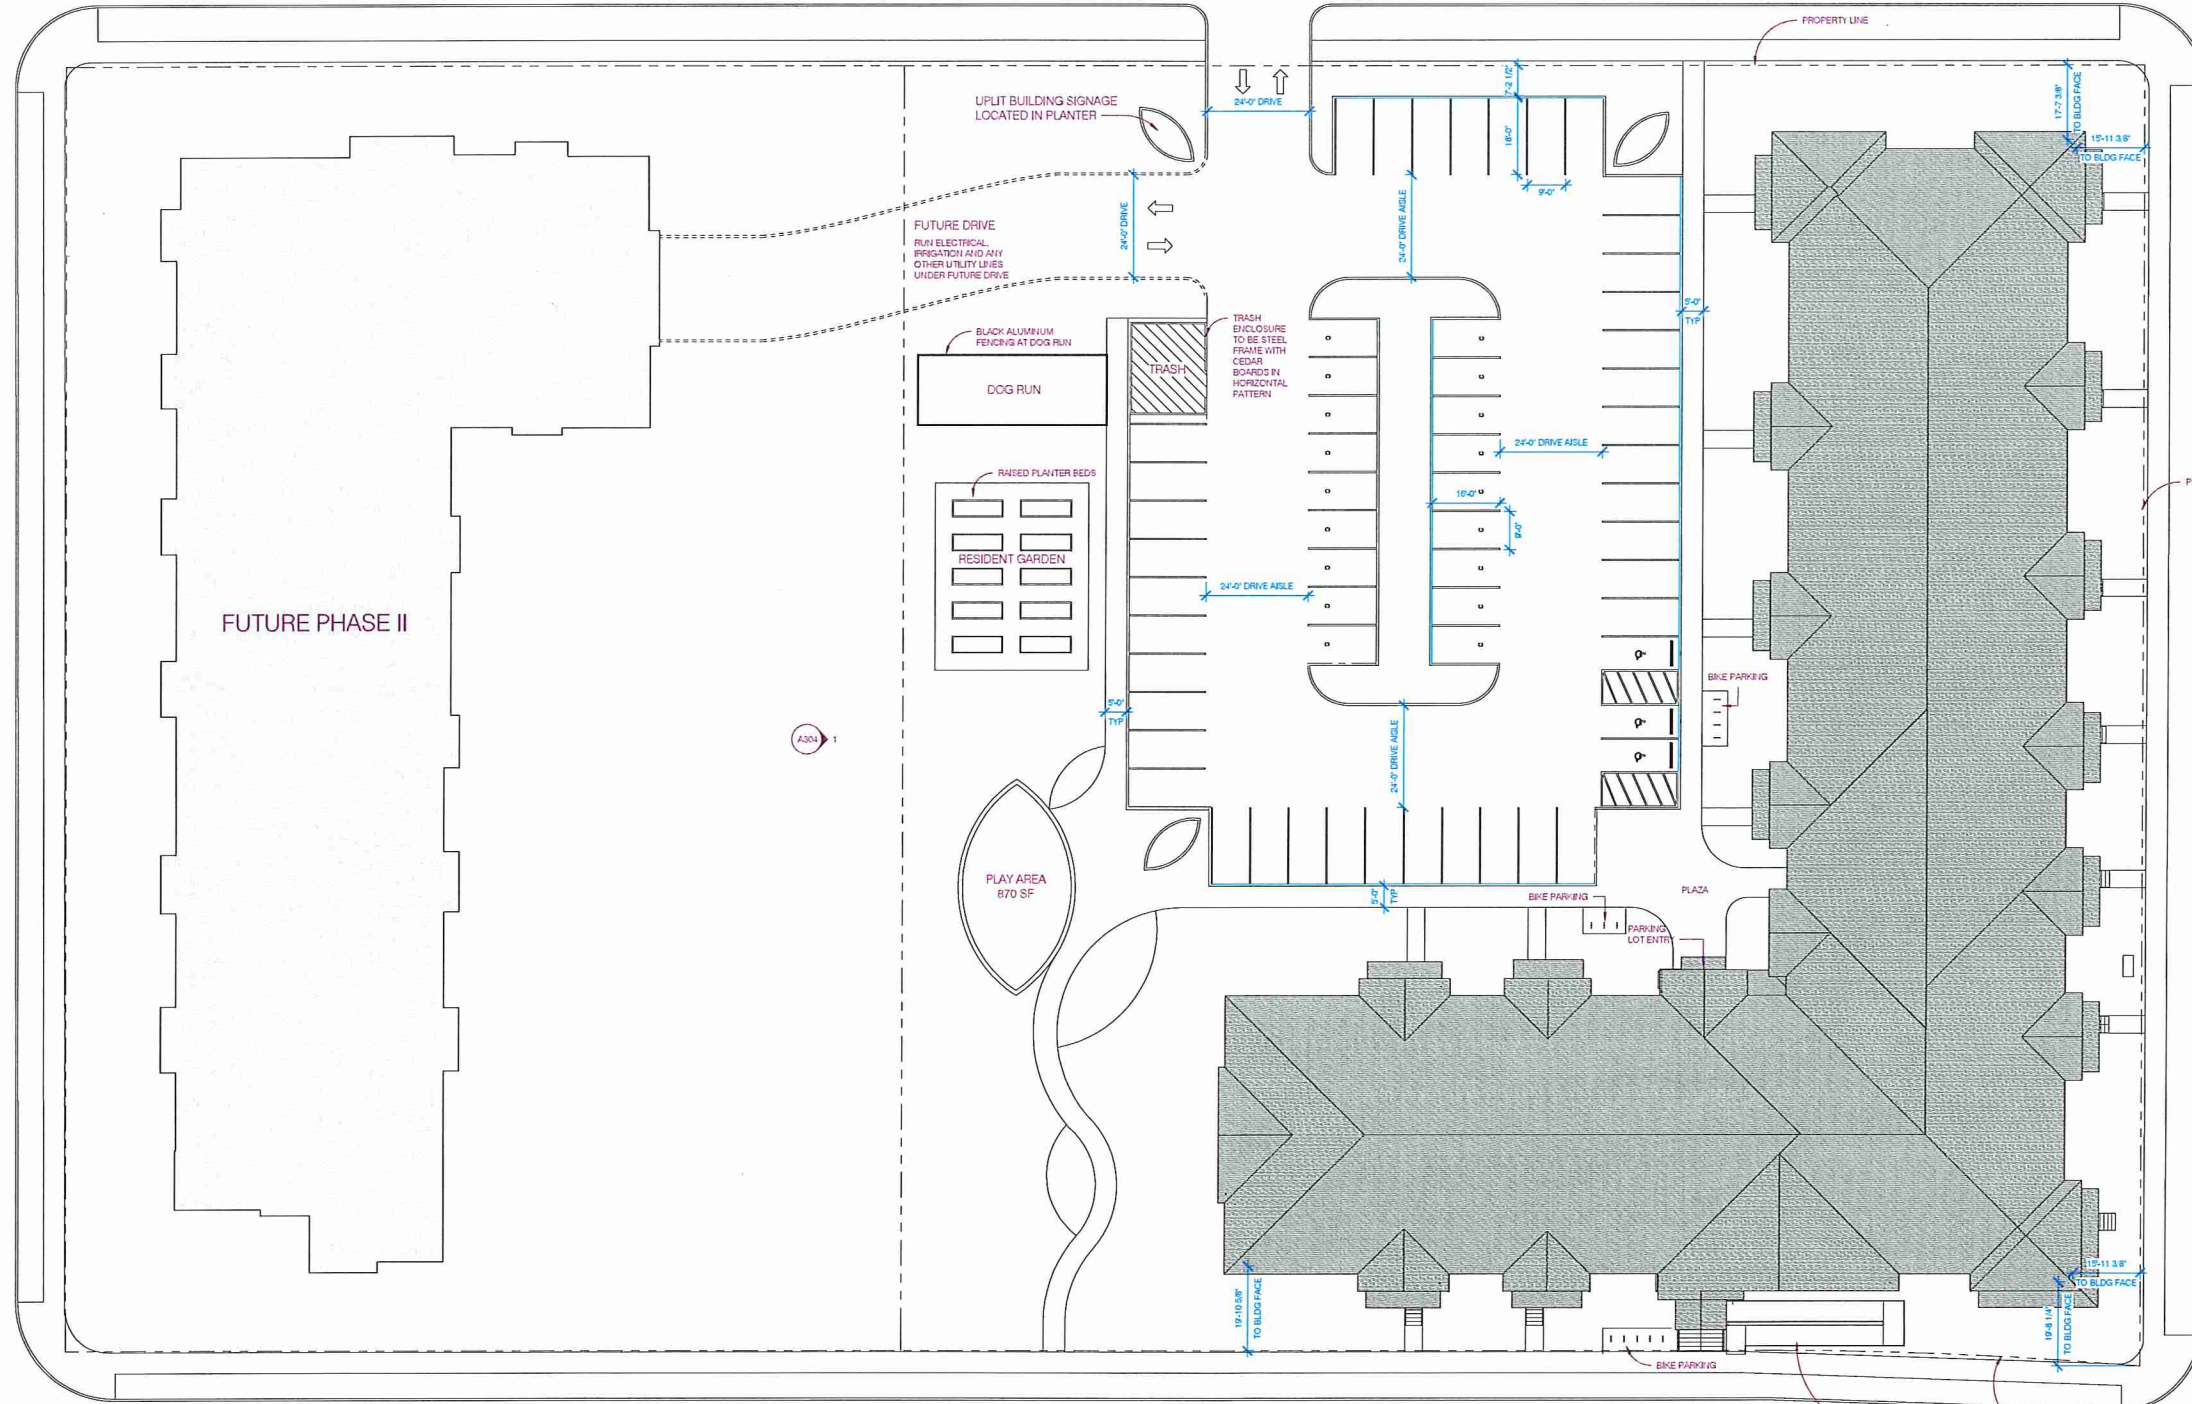 PROPERTY LINE
UPLIT BUILDING SIGNAGE
LOCATED IN PLANTER
24'-0" DRIVE
7'-2 1/2"
18'-0"
9'-0"
17'-7 3/8"
TO BLDG FACE
15'-11 3/8"
TO BLDG FACE
24'-0" DRIVE
24'-0" DRIVE AISLE
FUTURE DRIVE
RUN ELECTRICAL,
IRRIGATION AND ANY
OTHER UTILITY LINES
UNDER FUTURE DRIVE
5'-0"
TYP
BLACK ALUMINUM
FENCING AT DOG RUN
DOG RUN
TRASH
TRASH
ENCLOSURE
TO BE STEEL
FRAME WITH
CEDAR
BOARDS IN
HORIZONTAL
PATTERN
24'-0" DRIVE AISLE
RAISED PLANTER BEDS
16'-0"
9'-0"
RESIDENT GARDEN
24'-0" DRIVE AISLE
FUTURE PHASE II
BIKE PARKING
5'-0"
TYP
A304
1
24'-0" DRIVE AISLE
PLAY AREA
870 SF
5'-0"
TYP
BIKE PARKING
PLAZA
PARKING
LOT ENTRY
19'-10 5/8"
TO BLDG FACE
15'-11 3/8"
TO BLDG FACE
19'-8 1/4"
TO BLDG FACE
BIKE PARKING